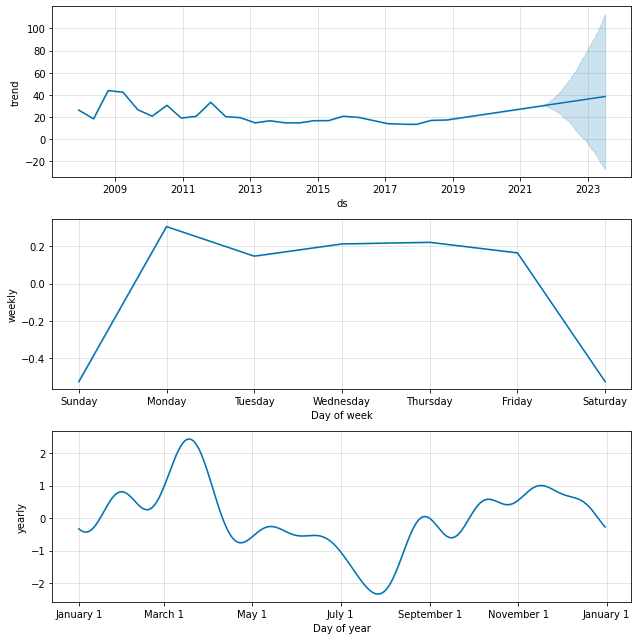 100
80
60
40
20
0
−20
trend
2009 2011 2013 2015 2017 2019 2021 2023
ds
0.2
0.0
−0.2
−0.4
weekly
Sunday Monday Tuesday Wednesday Thursday Friday Saturday
Day of week
2
1
0
−1
−2
yearly
January 1 March 1 May 1 July 1 September 1 November 1 January 1
Day of year